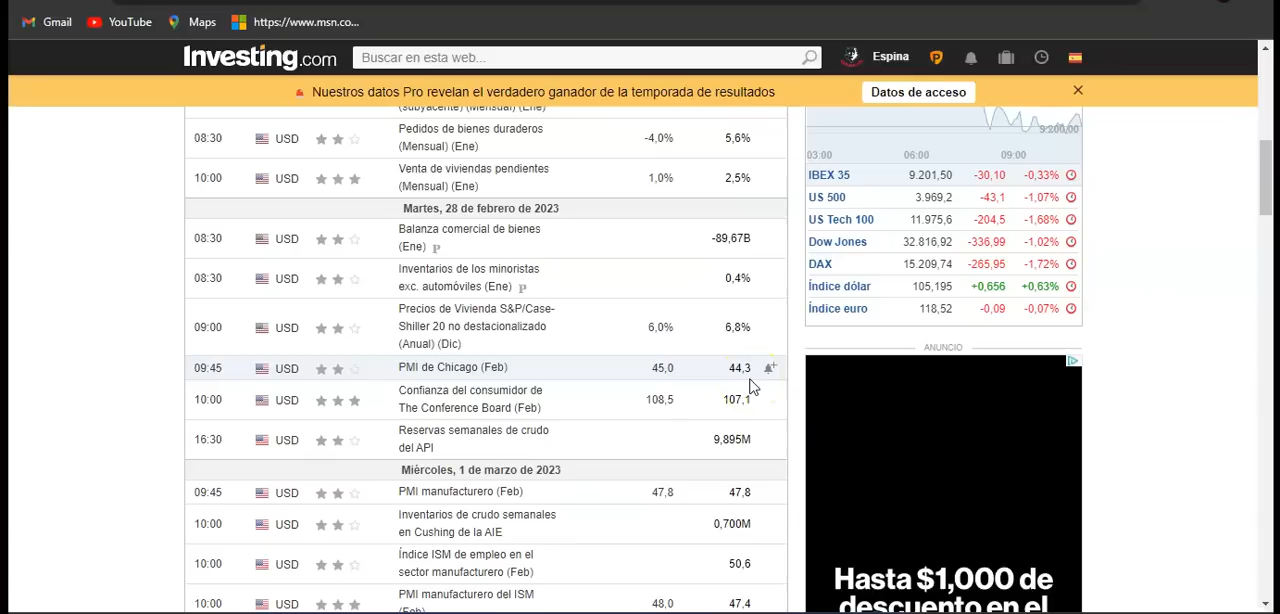 Gmail YouTube Maps https://www.msn.co...
Investing.com Buscar en esta web... Espina
Nuestros datos Pro revelan el verdadero ganador de la temporada de resultados Datos de acceso
(subyacente) (Mensual) (Ene)
08:30 USD Pedidos de bienes duraderos
(Mensual) (Ene) -4,0% 5,6%
10:00 USD Venta de viviendas pendientes
(Mensual) (Ene) 1,0% 2,5%
Martes, 28 de febrero de 2023
08:30 USD Balanza comercial de bienes
(Ene) P -89,67B
08:30 USD Inventarios de los minoristas
exc. automóviles (Ene) P 0,4%
09:00 USD Precios de Vivienda S&P/Case-
Shiller 20 no destacionalizado
(Anual) (Dic) 6,0% 6,8%
09:45 USD PMI de Chicago (Feb) 45,0 44,3
10:00 USD Confianza del consumidor de
The Conference Board (Feb) 108,5 107,1
16:30 USD Reservas semanales de crudo
del API 9,895M
Miércoles, 1 de marzo de 2023
09:45 USD PMI manufacturero (Feb) 47,8 47,8
10:00 USD Inventarios de crudo semanales
en Cushing de la AIE 0,700M
10:00 USD Índice ISM de empleo en el
sector manufacturero (Feb) 50,6
10:00 USD PMI manufacturero del ISM
(Feb) 48,0 47,4
9.200,00
03:00 06:00 09:00
IBEX 35 9.201,50 -30,10 -0,33%
US 500 3.969,2 -43,1 -1,07%
US Tech 100 11.975,6 -204,5 -1,68%
Dow Jones 32.816,92 -336,99 -1,02%
DAX 15.209,74 -265,95 -1,72%
Índice dólar 105,195 +0,656 +0,63%
Índice euro 118,52 -0,09 -0,07%
ANUNCIO
Hasta $1,000 de
descuento en el